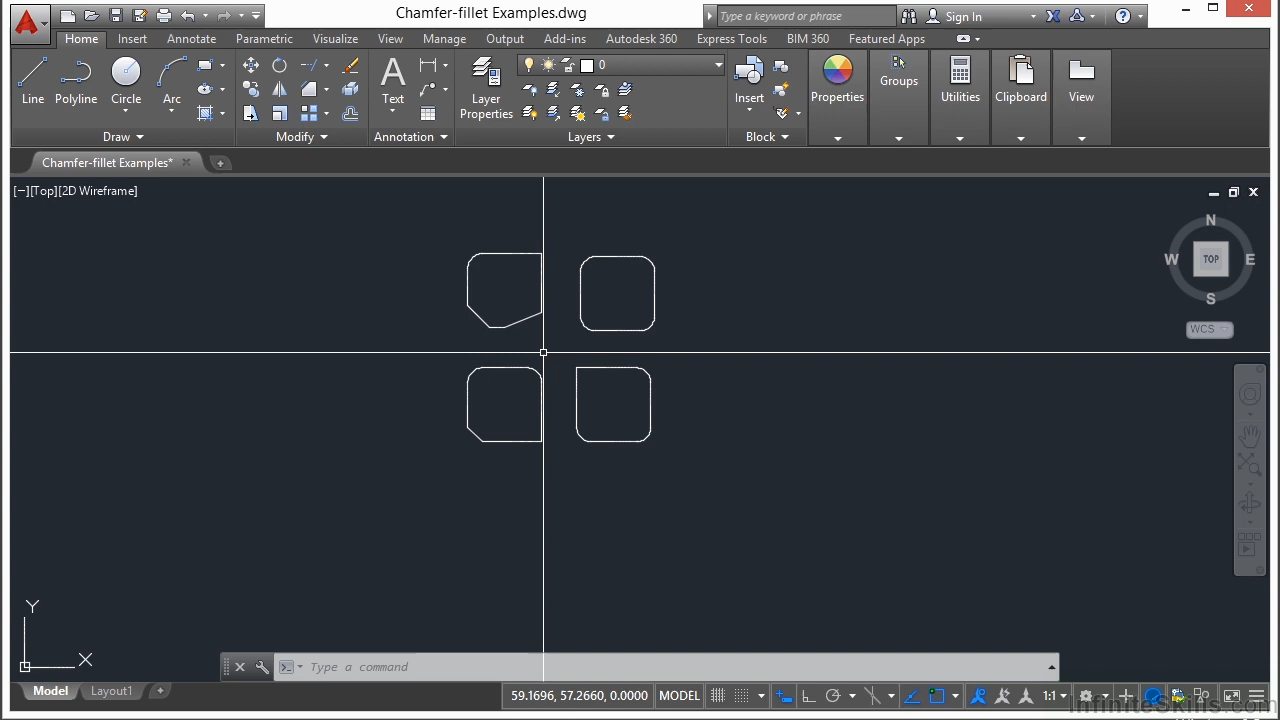 Chamfer-fillet Examples.dwg
Type a keyword or phrase
Sign In
Home Insert Annotate Parametric Visualize View Manage Output Add-ins Autodesk 360 Express Tools BIM 360 Featured Apps
Line Polyline Circle Arc
Text
Layer Properties
0
Insert
Properties
Groups
Utilities
Clipboard
View
Draw Modify Annotation Layers Block
Chamfer-fillet Examples*
[−][Top][2D Wireframe]
N
W TOP E
S
WCS
Y
X
Type a command
Model Layout1
59.1696, 57.2660, 0.0000 MODEL 1:1
InfiniteSkills.com